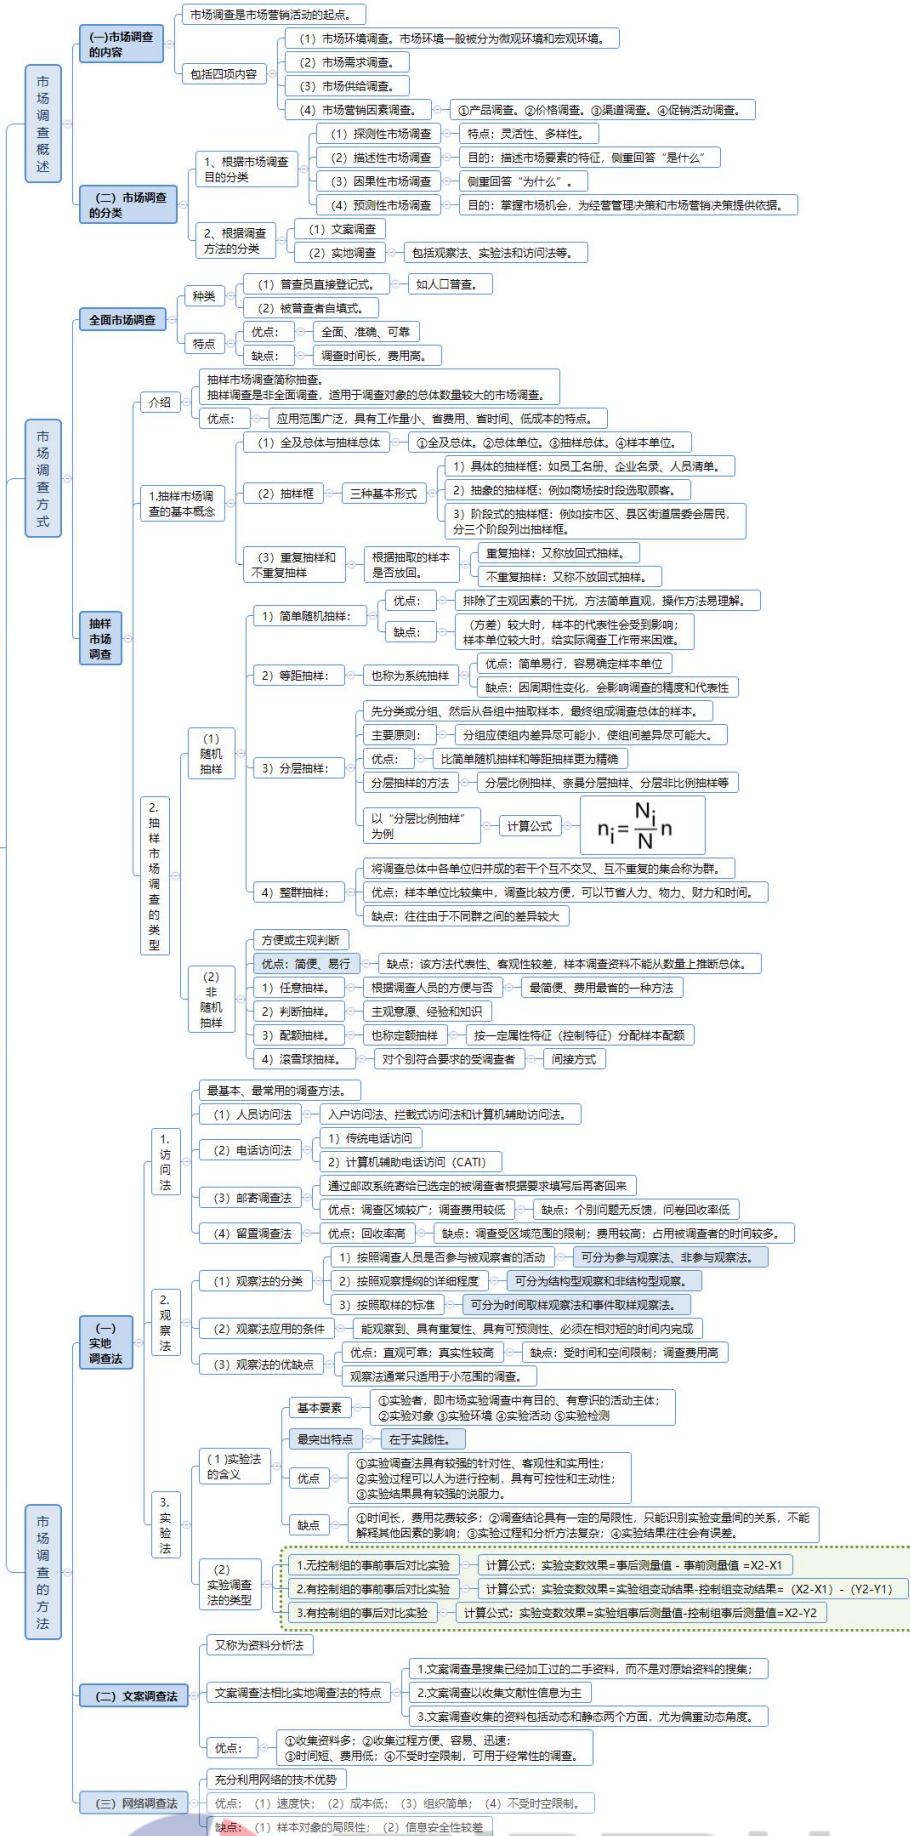 市场调查概述
(一)市场调查
的内容
市场调查是市场营销活动的起点。
包括四项内容
（1）市场环境调查。市场环境一般被分为微观环境和宏观环境。
（2）市场需求调查。
（3）市场供给调查。
（4）市场营销因素调查。
①产品调查。②价格调查。③渠道调查。④促销活动调查。
（二）市场调查
的分类
1、根据市场调查
目的分类
（1）探测性市场调查
特点：灵活性、多样性。
（2）描述性市场调查
目的：描述市场要素的特征，侧重回答“是什么”
（3）因果性市场调查
侧重回答“为什么”。
（4）预测性市场调查
目的：掌握市场机会，为经营管理决策和市场营销决策提供依据。
2、根据调查
方法的分类
（1）文案调查
（2）实地调查
包括观察法、实验法和访问法等。
市场调查方式
全面市场调查
种类
（1）普查员直接登记式。
如人口普查。
（2）被普查者自填式。
特点
优点：
全面、准确、可靠
缺点：
调查时间长，费用高。
抽样
市场
调查
介绍
抽样市场调查简称抽查。
抽样调查是非全面调查，适用于调查对象的总体数量较大的市场调查。
优点：
应用范围广泛，具有工作量小、省费用、省时间、低成本的特点。
1.抽样市场调
查的基本概念
（1）全及总体与抽样总体
①全及总体。②总体单位。③抽样总体。④样本单位。
（2）抽样框
三种基本形式
1）具体的抽样框：如员工名册、企业名录、人员清单。
2）抽象的抽样框：例如商场按时段选取顾客。
3）阶段式的抽样框：例如按市区、县区街道居委会居民，
分三个阶段列出抽样框。
（3）重复抽样和
不重复抽样
根据抽取的样本
是否放回。
重复抽样：又称放回式抽样。
不重复抽样：又称不放回式抽样。
2.抽样市场调查的类型
（1）
随机
抽样
1）简单随机抽样：
优点：
排除了主观因素的干扰，方法简单直观，操作方法易理解。
缺点：
（方差）较大时，样本的代表性会受到影响；
样本单位较大时，给实际调查工作带来困难。
2）等距抽样：
也称为系统抽样
优点：简单易行，容易确定样本单位
缺点：因周期性变化，会影响调查的精度和代表性
3）分层抽样：
先分类或分组、然后从各组中抽取样本，最终组成调查总体的样本。
主要原则：
分组应使组内差异尽可能小，使组间差异尽可能大。
优点：
比简单随机抽样和等距抽样更为精确
分层抽样的方法
分层比例抽样、奈曼分层抽样、分层非比例抽样等
以“分层比例抽样”
为例
计算公式
ni=Ni/N n
4）整群抽样：
将调查总体中各单位归并成的若干个互不交叉、互不重复的集合称为群。
优点：样本单位比较集中，调查比较方便，可以节省人力、物力、财力和时间。
缺点：往往由于不同群之间的差异较大
（2）
非
随机
抽样
方便或主观判断
优点：简便、易行
缺点：该方法代表性、客观性较差，样本调查资料不能从数量上推断总体。
1）任意抽样。
根据调查人员的方便与否
最简便、费用最省的一种方法
2）判断抽样。
主观意愿、经验和知识
3）配额抽样。
也称定额抽样
按一定属性特征（控制特征）分配样本配额
4）滚雪球抽样。
对个别符合要求的受调查者
间接方式
市场调查的方法
（一）
实地
调查法
1.访问法
最基本、最常用的调查方法。
（1）人员访问法
入户访问法、拦截式访问法和计算机辅助访问法。
（2）电话访问法
1）传统电话访问
2）计算机辅助电话访问（CATI）
（3）邮寄调查法
通过邮政系统寄给已选定的被调查者根据要求填写后再寄回来
优点：调查区域较广；调查费用较低
缺点：个别问题无反馈，问卷回收率低
（4）留置调查法
优点：回收率高
缺点：调查受区域范围的限制；费用较高；占用被调查者的时间较多。
2.观察法
（1）观察法的分类
1）按照调查人员是否参与被观察者的活动
可分为参与观察法、非参与观察法。
2）按照观察提纲的详细程度
可分为结构型观察和非结构型观察。
3）按照取样的标准
可分为时间取样观察法和事件取样观察法。
（2）观察法应用的条件
能观察到、具有重复性、具有可预测性、必须在相对短的时间内完成
（3）观察法的优缺点
优点：直观可靠；真实性较高
缺点：受时间和空间限制；调查费用高
观察法通常只适用于小范围的调查。
3.实验法
(1)实验法
的含义
基本要素
①实验者，即市场实验调查中有目的、有意识的活动主体；
②实验对象 ③实验环境 ④实验活动 ⑤实验检测
最突出特点
在于实践性。
优点
①实验调查法具有较强的针对性、客观性和实用性；
②实验过程可以人为进行控制，具有可控性和主动性；
③实验结果具有较强的说服力。
缺点
①时间长，费用花费较多；②调查结论具有一定的局限性，只能识别实验变量间的关系，不能
解释其他因素的影响；③实验过程和分析方法复杂；④实验结果往往会有误差。
（2）
实验调查
法的类型
1.无控制组的事前事后对比实验
计算公式：实验变数效果=事后测量值 - 事前测量值 =X2-X1
2.有控制组的事前事后对比实验
计算公式：实验变数效果=实验组变动结果-控制组变动结果=（X2-X1）-（Y2-Y1）
3.有控制组的事后对比实验
计算公式：实验变数效果=实验组事后测量值-控制组事后测量值=X2-Y2
（二）文案调查法
又称为资料分析法
文案调查法相比实地调查法的特点
1.文案调查是搜集已经加工过的二手资料，而不是对原始资料的搜集；
2.文案调查以收集文献性信息为主
3.文案调查收集的资料包括动态和静态两个方面，尤为偏重动态角度。
优点：
①收集资料多；②收集过程方便、容易、迅速；
③时间短、费用低；④不受时空限制，可用于经常性的调查。
（三）网络调查法
充分利用网络的技术优势
优点：（1）速度快；（2）成本低；（3）组织简单；（4）不受时空限制。
缺点：（1）样本对象的局限性；（2）信息安全性较差